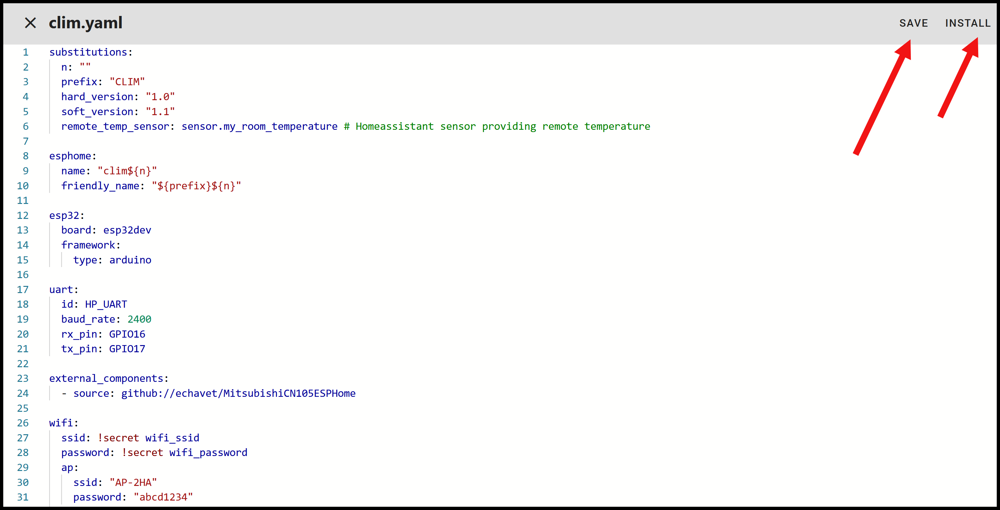 clim.yaml
SAVE INSTALL
1 substitutions:
2   n: ""
3   prefix: "CLIM"
4   hard_version: "1.0"
5   soft_version: "1.1"
6   remote_temp_sensor: sensor.my_room_temperature # Homeassistant sensor providing remote temperature
7
8 esphome:
9   name: "clim${n}"
10   friendly_name: "${prefix}${n}"
11
12 esp32:
13   board: esp32dev
14   framework:
15     type: arduino
16
17 uart:
18   id: HP_UART
19   baud_rate: 2400
20   rx_pin: GPIO16
21   tx_pin: GPIO17
22
23 external_components:
24   - source: github://echavet/MitsubishiCN105ESPHome
25
26 wifi:
27   ssid: !secret wifi_ssid
28   password: !secret wifi_password
29   ap:
30     ssid: "AP-2HA"
31     password: "abcd1234"